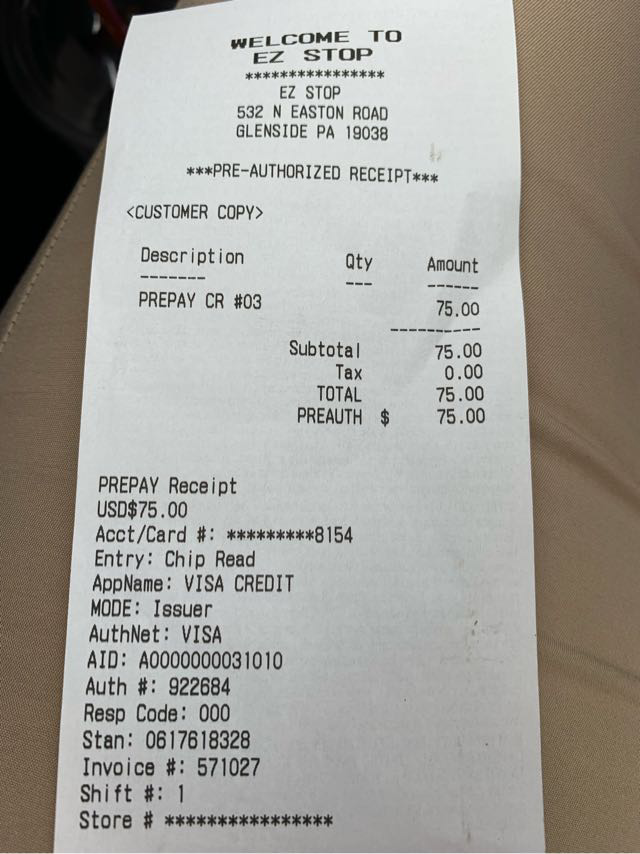 WELCOME TO
EZ STOP
****************
EZ STOP
532 N EASTON ROAD
GLENSIDE PA 19038
***PRE-AUTHORIZED RECEIPT***
<CUSTOMER COPY>
Description Qty Amount
------- --- ------
PREPAY CR #03 75.00
----------
Subtotal 75.00
Tax 0.00
TOTAL 75.00
PREAUTH $ 75.00
PREPAY Receipt
USD$75.00
Acct/Card #: *********8154
Entry: Chip Read
AppName: VISA CREDIT
MODE: Issuer
AuthNet: VISA
AID: A0000000031010
Auth #: 922684
Resp Code: 000
Stan: 0617618328
Invoice #: 571027
Shift #: 1
Store # ****************